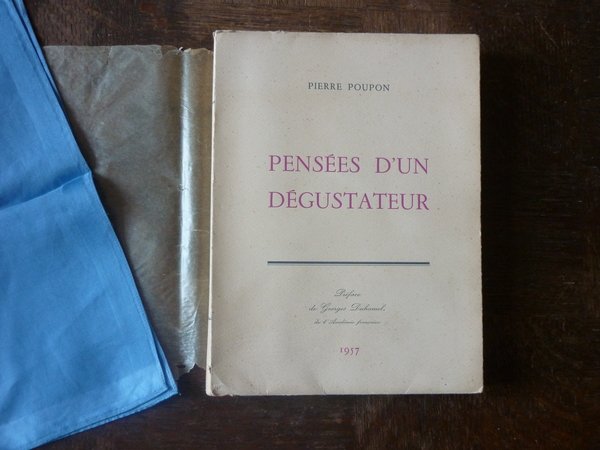 PIERRE POUPON
PENSÉES D'UN
DÉGUSTATEUR
Préface
de Georges Duhamel,
de l'Académie française
1957